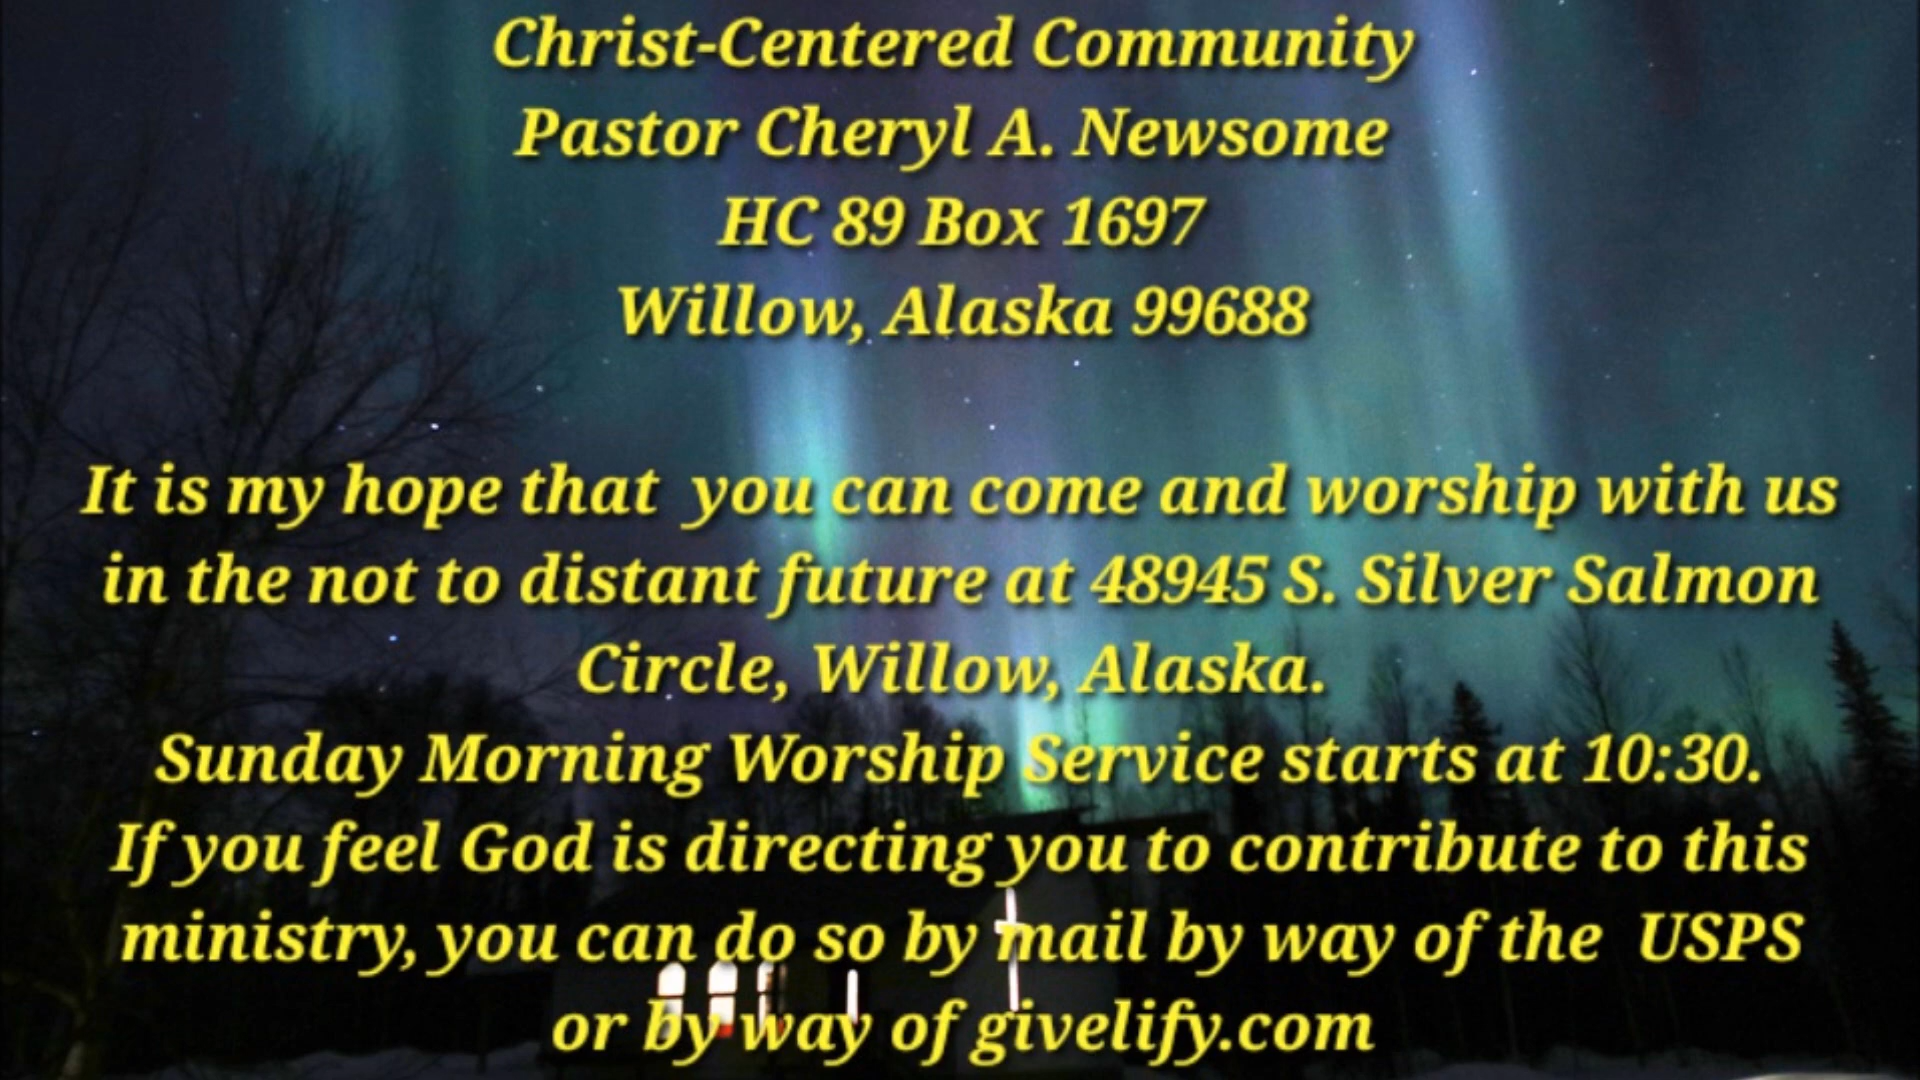 Christ-Centered Community
Pastor Cheryl A. Newsome
HC 89 Box 1697
Willow, Alaska 99688
It is my hope that  you can come and worship with us
in the not to distant future at 48945 S. Silver Salmon
Circle, Willow, Alaska.
Sunday Morning Worship Service starts at 10:30.
If you feel God is directing you to contribute to this
ministry, you can do so by mail by way of the  USPS
or by way of givelify.com